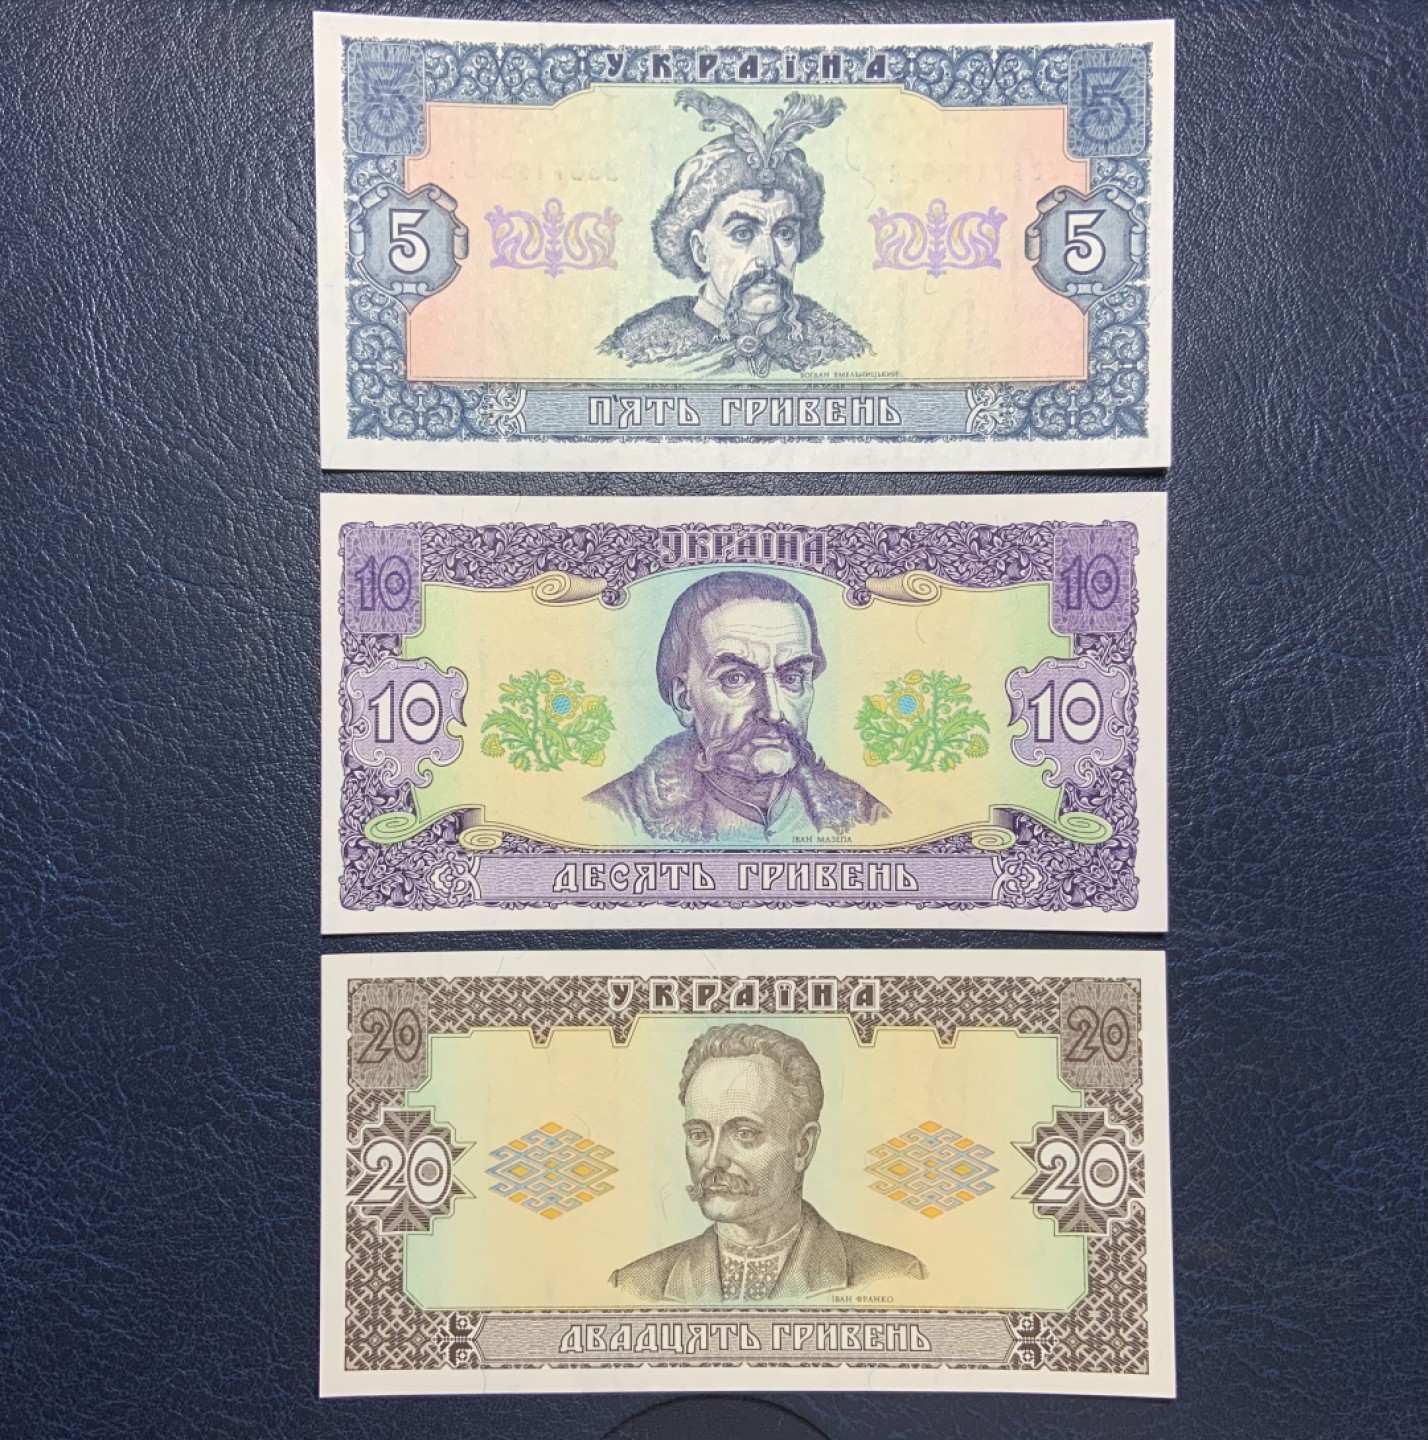 5 УКРАЇНА 5
5 5
БОГДАН ХМЕЛЬНИЦЬКИЙ
П'ЯТЬ ГРИВЕНЬ
10 УКРАЇНА 10
10 10
ІВАН МАЗЕПА
ДЕСЯТЬ ГРИВЕНЬ
20 УКРАЇНА 20
20 20
ІВАН ФРАНКО
ДВАДЦЯТЬ ГРИВЕНЬ